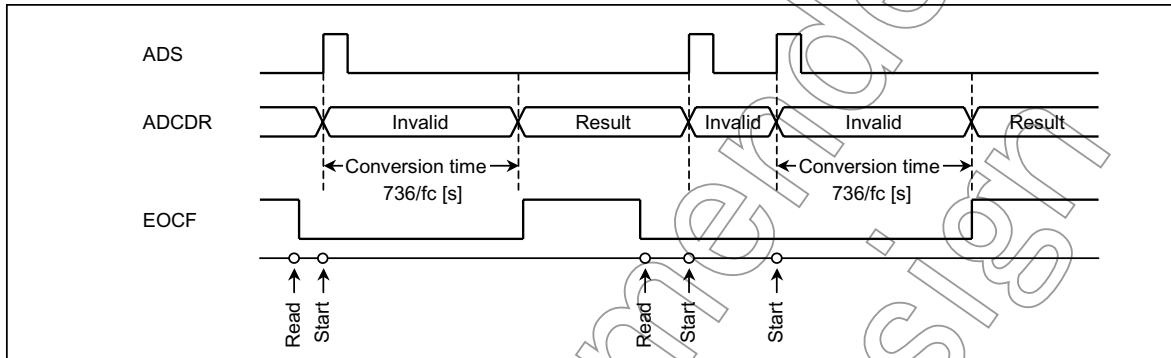 ADS
ADCDR
Invalid
Result
Invalid
Invalid
Result
Conversion time
736/fc [s]
Conversion time
736/fc [s]
EOCF
Read
Start
Read
Start
Start